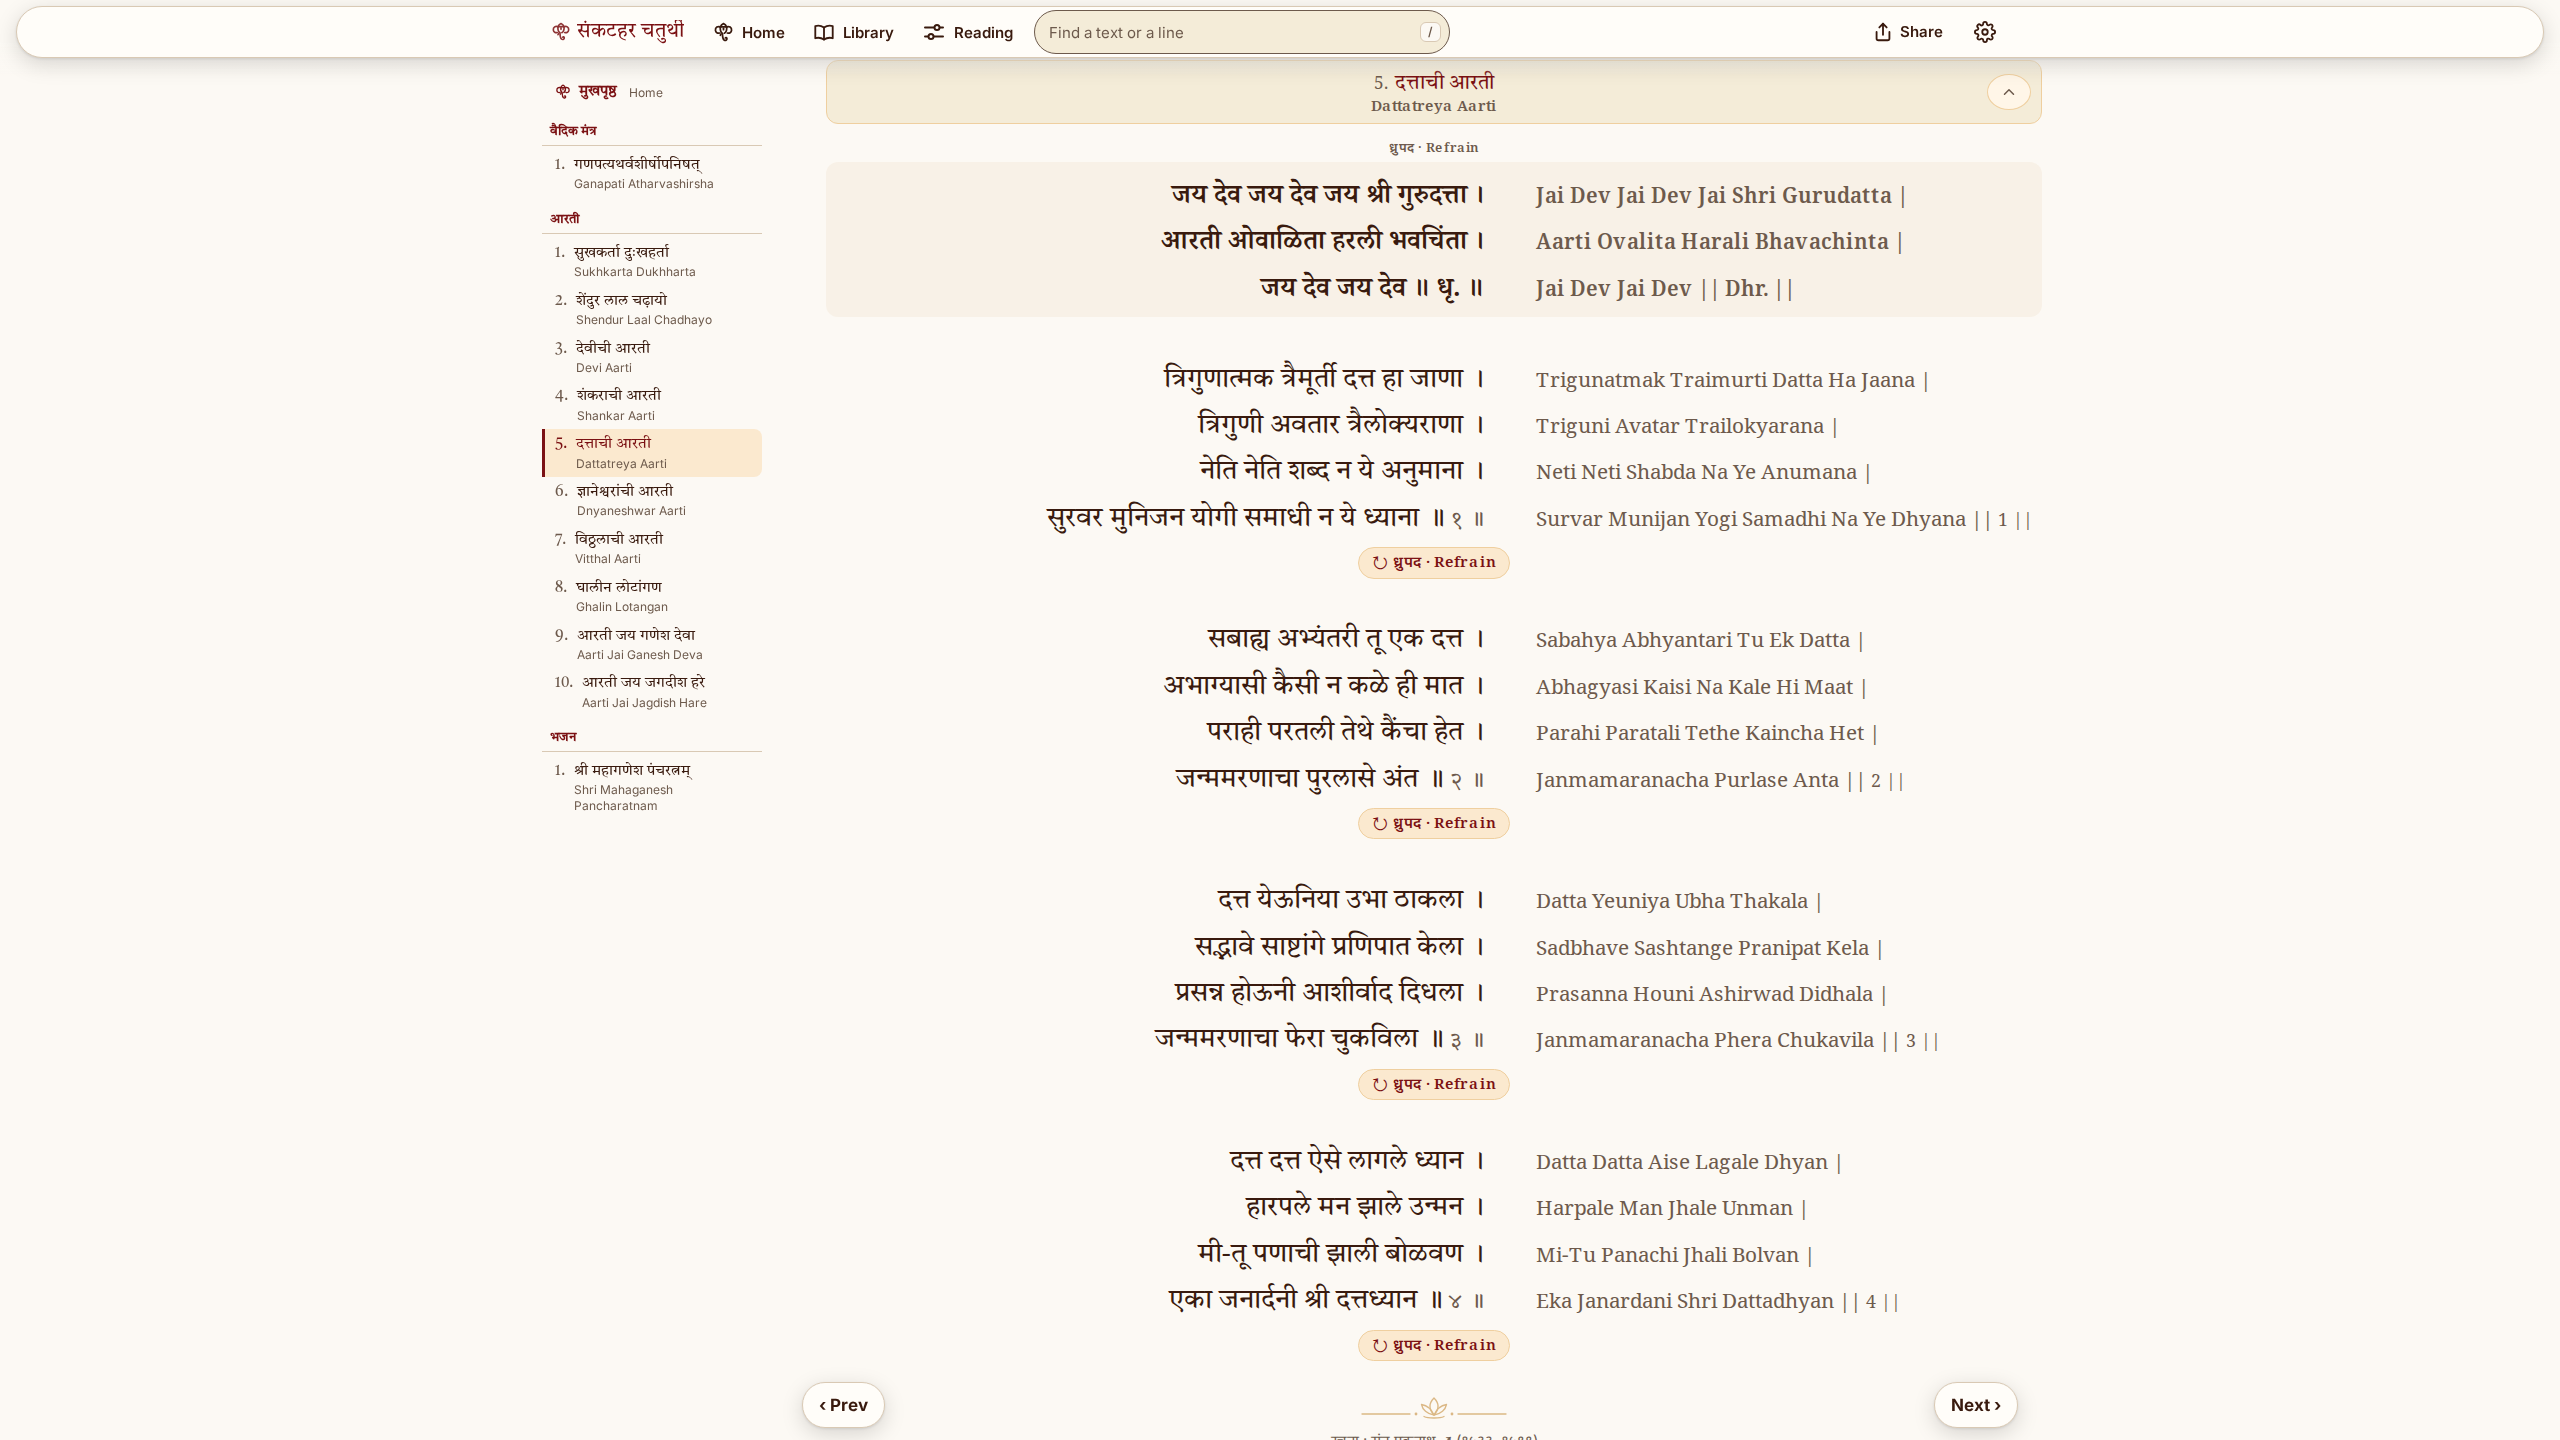 संकटहर चतुर्थी
Home
Library
Reading
Find a text or a line
/
Share
मुखपृष्ठ Home
वैदिक मंत्र
1. गणपत्यथर्वशीर्षोपनिषत्
Ganapati Atharvashirsha
आरती
1. सुखकर्ता दुःखहर्ता
Sukhkarta Dukhharta
2. शेंदुर लाल चढ़ायो
Shendur Laal Chadhayo
3. देवीची आरती
Devi Aarti
4. शंकराची आरती
Shankar Aarti
5. दत्ताची आरती
Dattatreya Aarti
6. ज्ञानेश्वरांची आरती
Dnyaneshwar Aarti
7. विठ्ठलाची आरती
Vitthal Aarti
8. घालीन लोटांगण
Ghalin Lotangan
9. आरती जय गणेश देवा
Aarti Jai Ganesh Deva
10. आरती जय जगदीश हरे
Aarti Jai Jagdish Hare
भजन
1. श्री महागणेश पंचरत्नम्
Shri Mahaganesh
Pancharatnam
5. दत्ताची आरती
Dattatreya Aarti
ध्रुपद · Refrain
जय देव जय देव जय श्री गुरुदत्ता । Jai Dev Jai Dev Jai Shri Gurudatta |
आरती ओवाळिता हरली भवचिंता । Aarti Ovalita Harali Bhavachinta |
जय देव जय देव ॥ धृ. ॥ Jai Dev Jai Dev || Dhr. ||
त्रिगुणात्मक त्रैमूर्ती दत्त हा जाणा । Trigunatmak Traimurti Datta Ha Jaana |
त्रिगुणी अवतार त्रैलोक्यराणा । Triguni Avatar Trailokyarana |
नेति नेति शब्द न ये अनुमाना । Neti Neti Shabda Na Ye Anumana |
सुरवर मुनिजन योगी समाधी न ये ध्याना ॥ १ ॥ Survar Munijan Yogi Samadhi Na Ye Dhyana || 1 ||
ध्रुपद · Refrain
सबाह्य अभ्यंतरी तू एक दत्त । Sabahya Abhyantari Tu Ek Datta |
अभाग्यासी कैसी न कळे ही मात । Abhagyasi Kaisi Na Kale Hi Maat |
पराही परतली तेथे कैंचा हेत । Parahi Paratali Tethe Kaincha Het |
जन्ममरणाचा पुरलासे अंत ॥ २ ॥ Janmamaranacha Purlase Anta || 2 ||
ध्रुपद · Refrain
दत्त येऊनिया उभा ठाकला । Datta Yeuniya Ubha Thakala |
सद्भावे साष्टांगे प्रणिपात केला । Sadbhave Sashtange Pranipat Kela |
प्रसन्न होऊनी आशीर्वाद दिधला । Prasanna Houni Ashirwad Didhala |
जन्ममरणाचा फेरा चुकविला ॥ ३ ॥ Janmamaranacha Phera Chukavila || 3 ||
ध्रुपद · Refrain
दत्त दत्त ऐसे लागले ध्यान । Datta Datta Aise Lagale Dhyan |
हारपले मन झाले उन्मन । Harpale Man Jhale Unman |
मी-तू पणाची झाली बोळवण । Mi-Tu Panachi Jhali Bolvan |
एका जनार्दनी श्री दत्तध्यान ॥ ४ ॥ Eka Janardani Shri Dattadhyan || 4 ||
ध्रुपद · Refrain
‹ Prev
Next ›